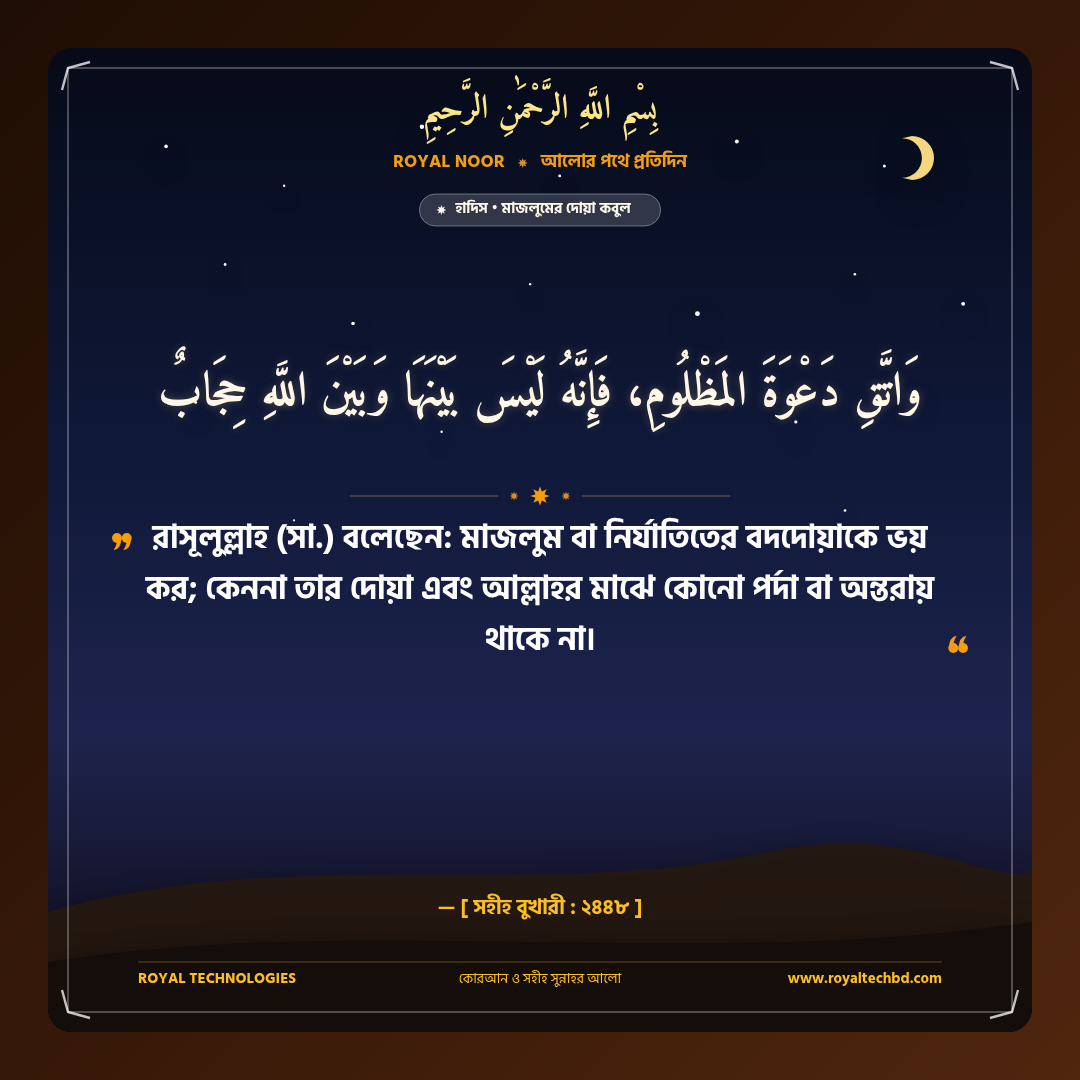 بِسْمِ اللَّهِ الرَّحْمَٰنِ الرَّحِيمِ
ROYAL NOOR ✷ আলোর পথে প্রতিদিন
✷ হাদিস • মাজলুমের দোয়া কবুল
وَاتَّقِ دَعْوَةَ المَظْلُومِ، فَإِنَّهُ لَيْسَ بَيْنَهَا وَبَيْنَ اللَّهِ حِجَابٌ
❞ রাসূলুল্লাহ (সা.) বলেছেন: মাজলুম বা নির্যাতিতের বদদোয়াকে ভয়
কর; কেননা তার দোয়া এবং আল্লাহর মাঝে কোনো পর্দা বা অন্তরায়
থাকে না। ❝
— [ সহীহ বুখারী : ২৪৪৮ ]
ROYAL TECHNOLOGIES কোরআন ও সহীহ সুন্নাহর আলো www.royaltechbd.com